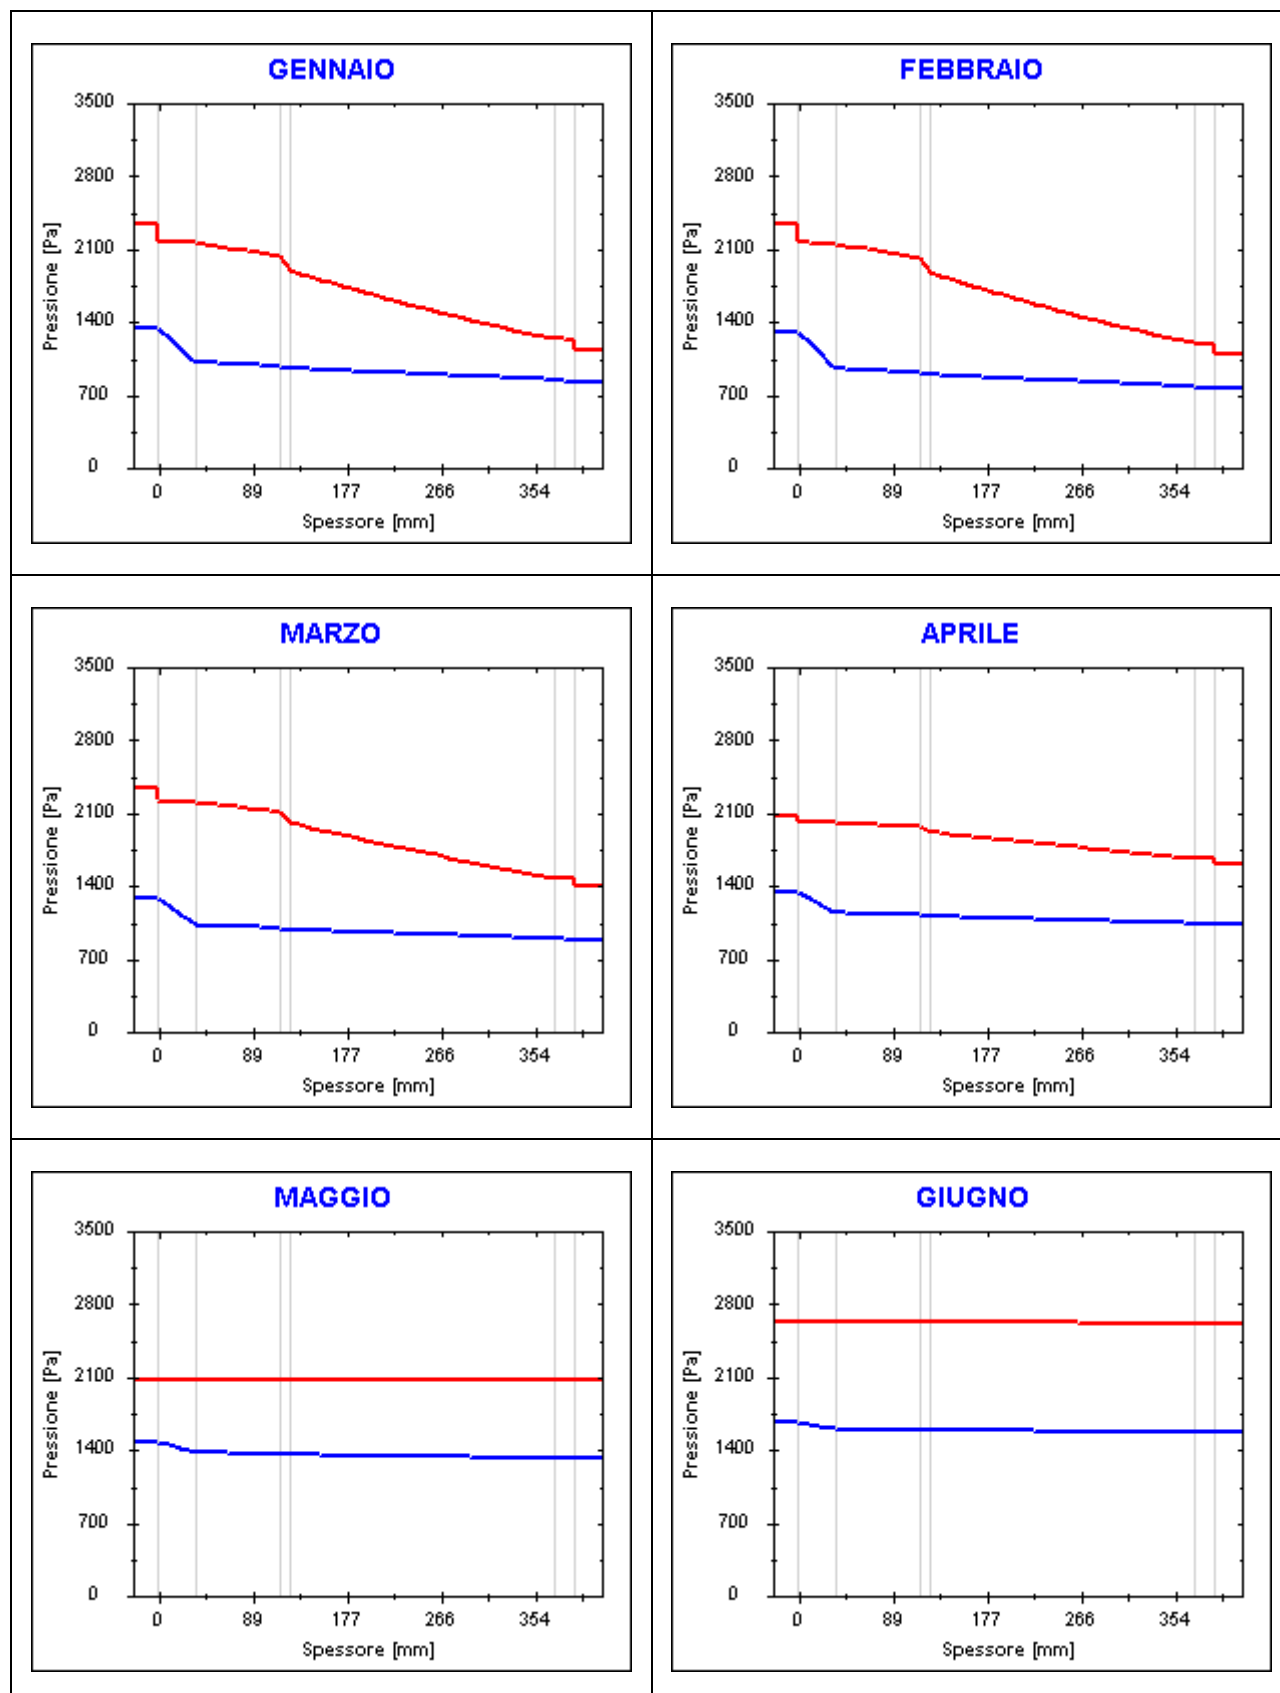 GENNAIO
3500
2800
2100
1400
700
0
Pressione [Pa]
0 89 177 266 354
Spessore [mm]
FEBBRAIO
3500
2800
2100
1400
700
0
Pressione [Pa]
0 89 177 266 354
Spessore [mm]
MARZO
3500
2800
2100
1400
700
0
Pressione [Pa]
0 89 177 266 354
Spessore [mm]
APRILE
3500
2800
2100
1400
700
0
Pressione [Pa]
0 89 177 266 354
Spessore [mm]
MAGGIO
3500
2800
2100
1400
700
0
Pressione [Pa]
0 89 177 266 354
Spessore [mm]
GIUGNO
3500
2800
2100
1400
700
0
Pressione [Pa]
0 89 177 266 354
Spessore [mm]